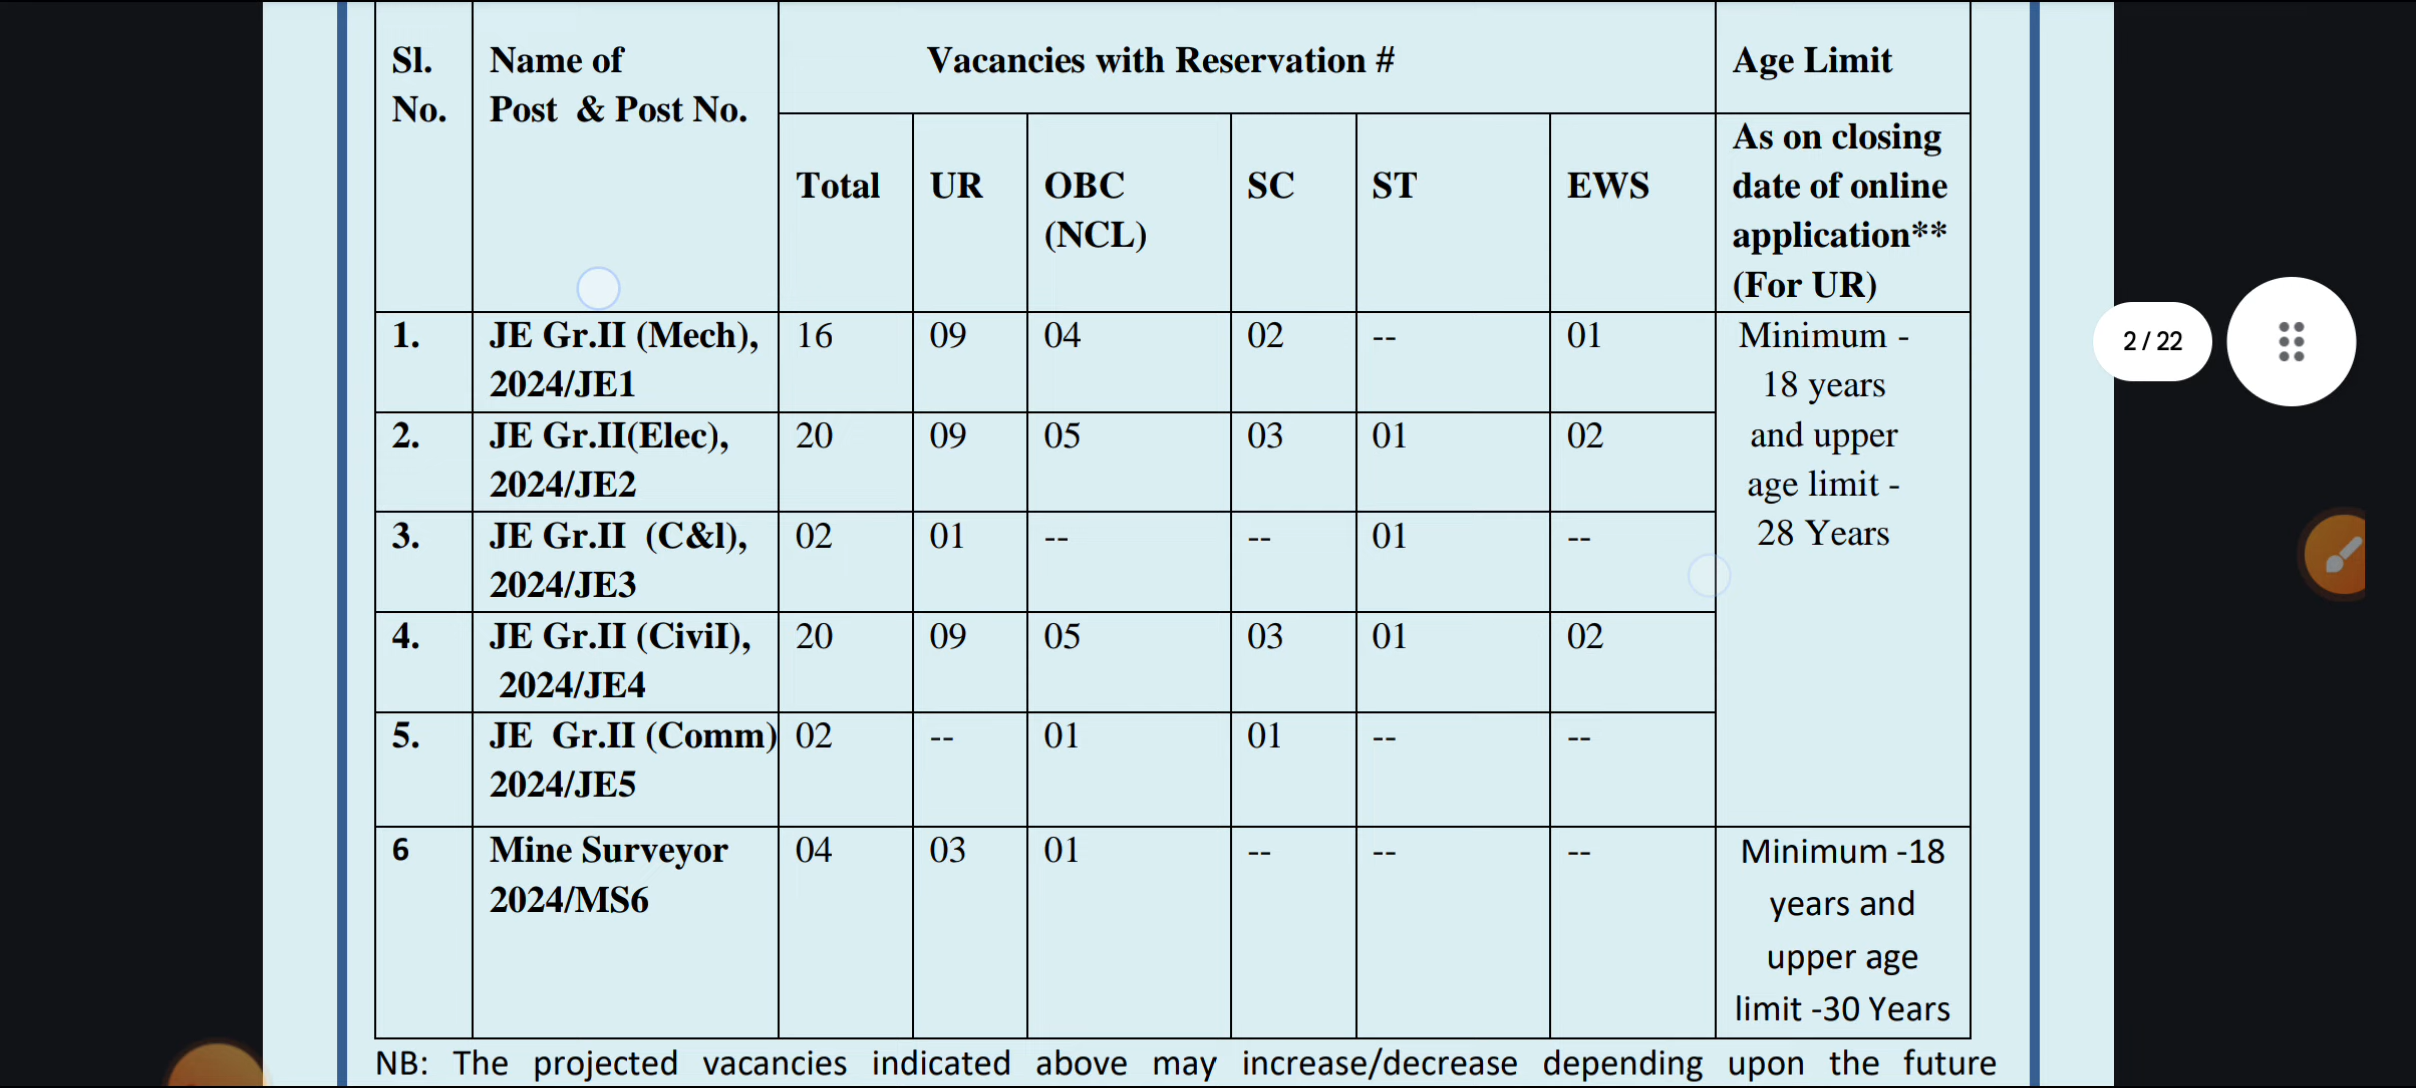 Sl. No. Name of Post & Post No. Vacancies with Reservation # Age Limit
Total UR OBC (NCL) SC ST EWS As on closing date of online application** (For UR)
1. JE Gr.II (Mech), 2024/JE1 16 09 04 02 -- 01 Minimum - 18 years and upper age limit - 28 Years
2. JE Gr.II(Elec), 2024/JE2 20 09 05 03 01 02
3. JE Gr.II (C&l), 2024/JE3 02 01 -- -- 01 --
4. JE Gr.II (CiviI), 2024/JE4 20 09 05 03 01 02
5. JE Gr.II (Comm) 2024/JE5 02 -- 01 01 -- --
6 Mine Surveyor 2024/MS6 04 03 01 -- -- -- Minimum -18 years and upper age limit -30 Years
NB: The projected vacancies indicated above may increase/decrease depending upon the future
2 / 22